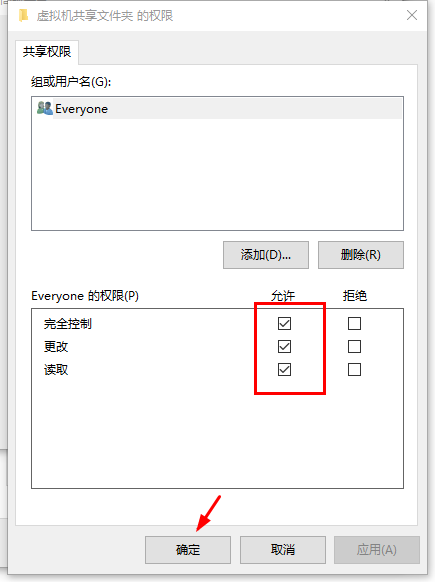 虚拟机共享文件夹 的权限
共享权限
组或用户名(G):
Everyone
添加(D)... 删除(R)
Everyone 的权限(P) 允许 拒绝
完全控制
更改
读取
确定 取消 应用(A)